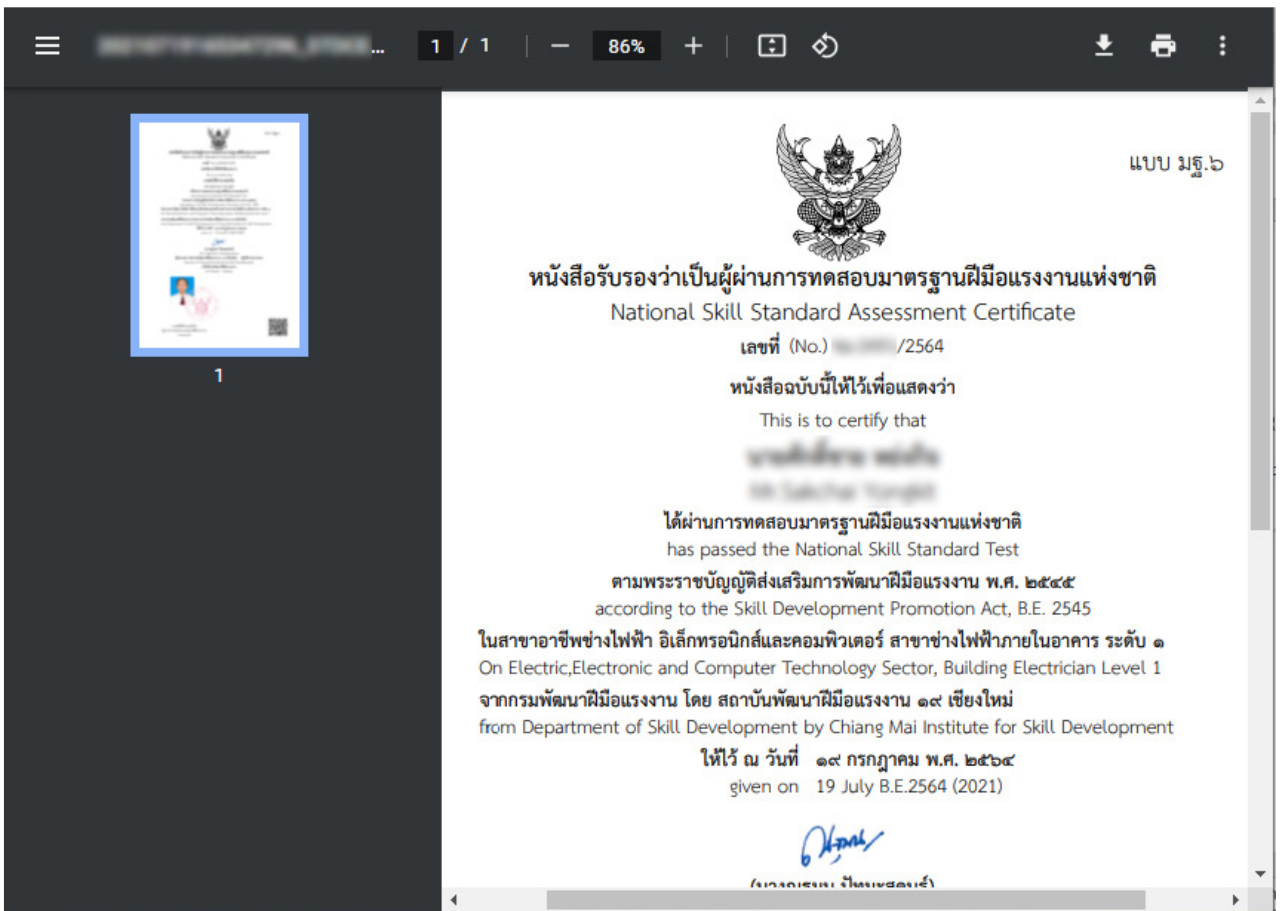 1 / 1
86%
1
แบบ มฐ.๖
หนังสือรับรองว่าเป็นผู้ผ่านการทดสอบมาตรฐานฝีมือแรงงานแห่งชาติ
National Skill Standard Assessment Certificate
เลขที่ (No.) /2564
หนังสือฉบับนี้ให้ไว้เพื่อแสดงว่า
This is to certify that
ได้ผ่านการทดสอบมาตรฐานฝีมือแรงงานแห่งชาติ
has passed the National Skill Standard Test
ตามพระราชบัญญัติส่งเสริมการพัฒนาฝีมือแรงงาน พ.ศ. ๒๕๔๕
according to the Skill Development Promotion Act, B.E. 2545
ในสาขาอาชีพช่างไฟฟ้า อิเล็กทรอนิกส์และคอมพิวเตอร์ สาขาช่างไฟฟ้าภายในอาคาร ระดับ ๑
On Electric,Electronic and Computer Technology Sector, Building Electrician Level 1
จากกรมพัฒนาฝีมือแรงงาน โดย สถาบันพัฒนาฝีมือแรงงาน ๑๙ เชียงใหม่
from Department of Skill Development by Chiang Mai Institute for Skill Development
ให้ไว้ ณ วันที่ ๑๙ กรกฎาคม พ.ศ. ๒๕๖๔
given on 19 July B.E.2564 (2021)